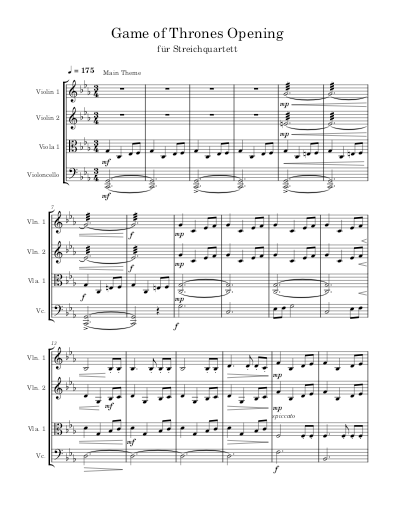 Game of Thrones Opening
für Streichquartett
♩. = 175 Main Theme
Violin 1
Violin 2
mp
Viola 1
mf
Violoncello
mf
7
Vln. 1
f
mp
Vln. 2
f
mp
Vla. 1
f
mp
Vc.
f
Vln. 1
mp
Vln. 2
mf
mp
spiccato
Vla. 1
mf
f
Vc.